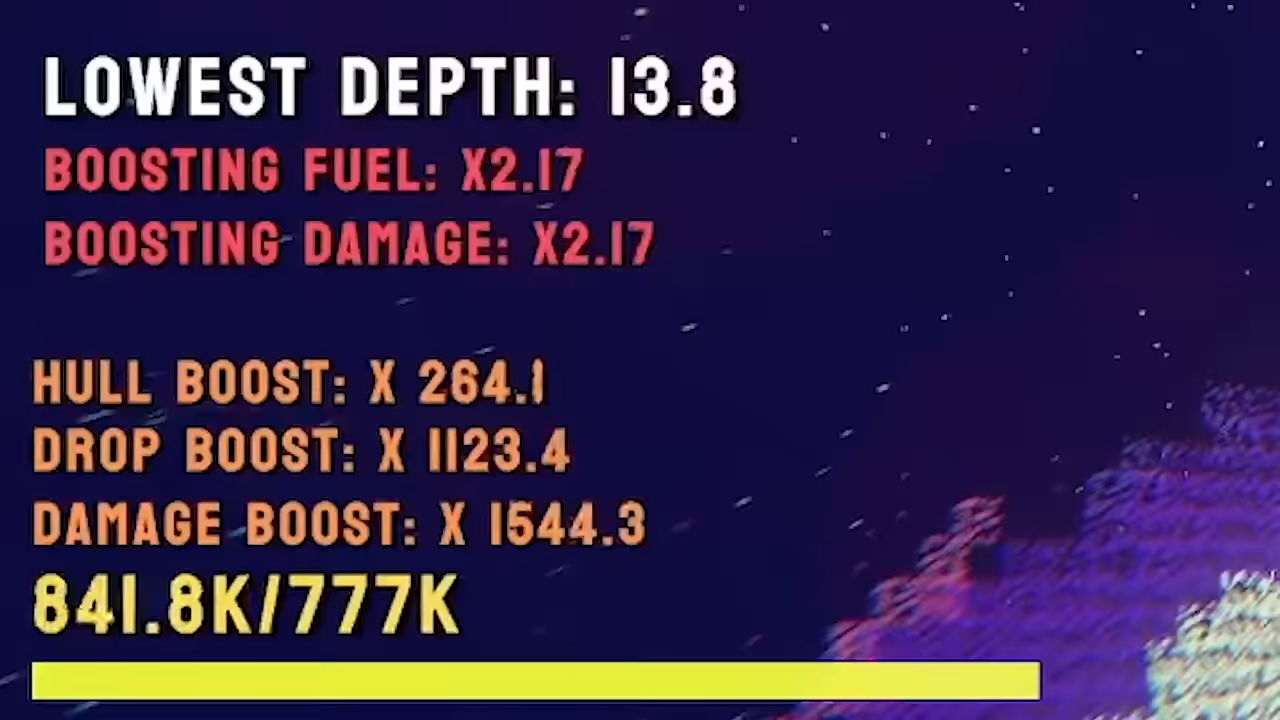 LOWEST DEPTH: 13.8
BOOSTING FUEL: X2.17
BOOSTING DAMAGE: X2.17
HULL BOOST: X 264.1
DROP BOOST: X 1123.4
DAMAGE BOOST: X 1544.3
841.8K/777K